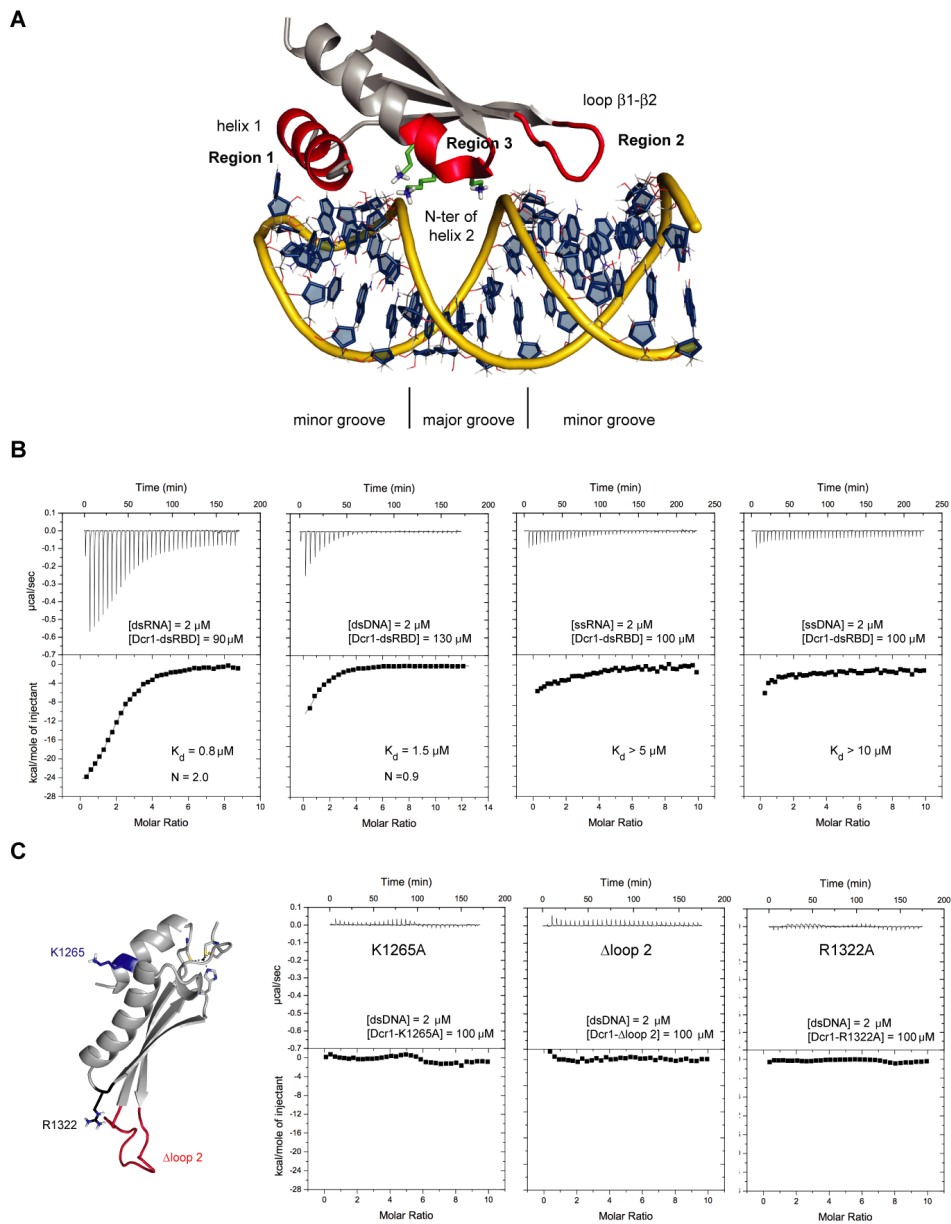 A
loop β1-β2
helix 1
Region 1
Region 3
Region 2
N-ter of
helix 2
minor groove
major groove
minor groove
B
Time (min)
Time (min)
Time (min)
Time (min)
0 50 100 150 200
0 50 100 150 200
0 50 100 150 200 250
0 50 100 150 200 250
0.1
0.0
-0.1
-0.2
-0.3
-0.4
-0.5
-0.6
-0.7
µcal/sec
[dsRNA] = 2 µM
[Dcr1-dsRBD] = 90 µM
[dsDNA] = 2 µM
[Dcr1-dsRBD] = 130 µM
[ssRNA] = 2 µM
[Dcr1-dsRBD] = 100 µM
[ssDNA] = 2 µM
[Dcr1-dsRBD] = 100 µM
0
-4
-8
-12
-16
-20
-24
-28
kcal/mole of injectant
Kd = 0.8 µM
N = 2.0
Kd = 1.5 µM
N =0.9
Kd > 5 µM
Kd > 10 µM
0 2 4 6 8 10
0 2 4 6 8 10 12 14
0 2 4 6 8 10
0 2 4 6 8 10
Molar Ratio
Molar Ratio
Molar Ratio
Molar Ratio
C
K1265
R1322
Δloop 2
Time (min)
Time (min)
Time (min)
0 50 100 150 200
0 50 100 150 200
0 50 100 150 200
0.1
0.0
-0.1
-0.2
-0.3
-0.4
-0.5
-0.6
-0.7
µcal/sec
K1265A
Δloop 2
R1322A
[dsDNA] = 2 µM
[Dcr1-K1265A] = 100 µM
[dsDNA] = 2 µM
[Dcr1-Δloop 2] = 100 µM
[dsDNA] = 2 µM
[Dcr1-R1322A] = 100 µM
0
-4
-8
-12
-16
-20
-24
-28
kcal/mole of injectant
0 2 4 6 8 10
0 2 4 6 8 10
0 2 4 6 8 10
Molar Ratio
Molar Ratio
Molar Ratio